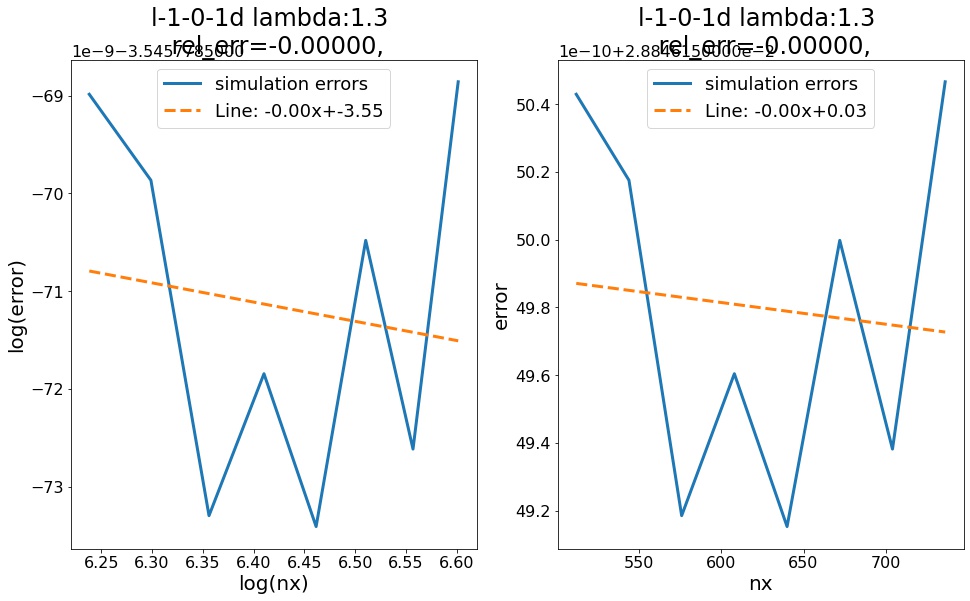 l-1-0-1d lambda:1.3
rel_err=-0.00000,
1e−9−3.5457785000
simulation errors
Line: -0.00x+-3.55
−69
−70
−71
−72
−73
log(error)
6.25
6.30
6.35
6.40
6.45
6.50
6.55
6.60
log(nx)
l-1-0-1d lambda:1.3
rel_err=-0.00000,
1e−10+2.8846150000e−2
simulation errors
Line: -0.00x+0.03
50.4
50.2
50.0
49.8
49.6
49.4
49.2
error
550
600
650
700
nx